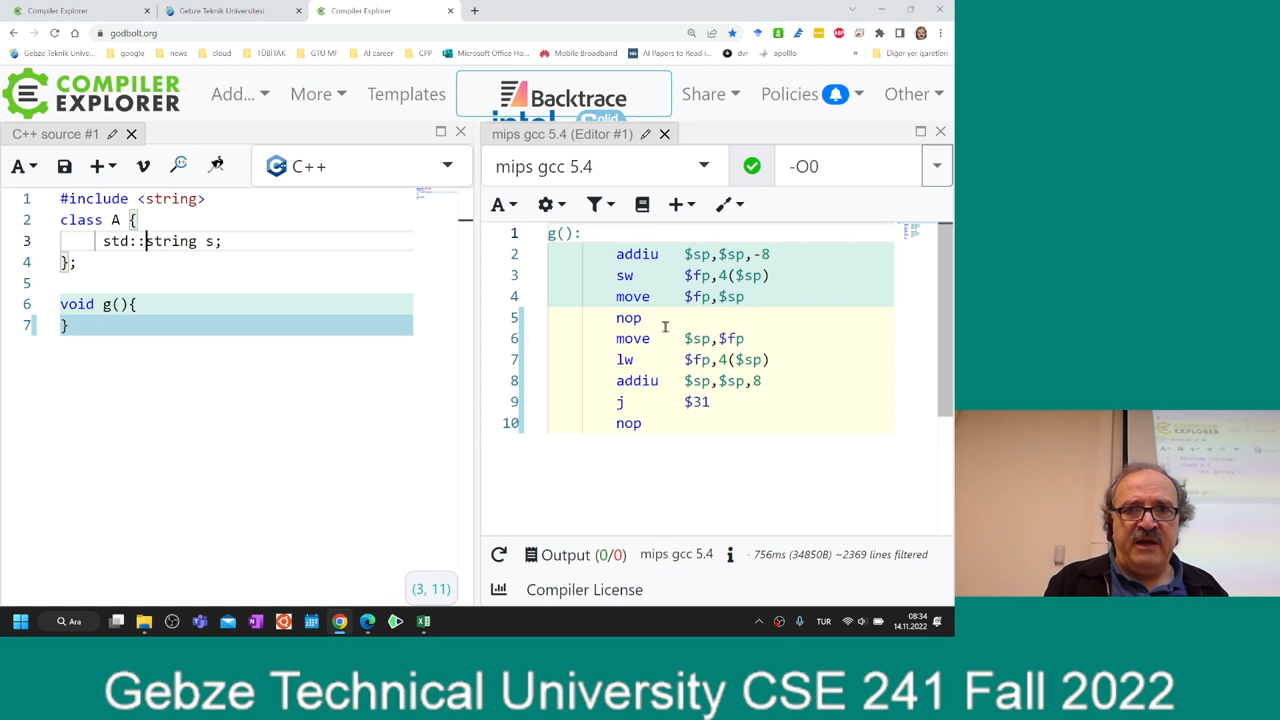 Compiler Explorer
Gebze Teknik Üniversitesi
Compiler Explorer
godbolt.org
Gebze Teknik Unive...
google
news
cloud
TÜBİTAK
GTU MF
AI career
CPP
Microsoft Office Ho...
Mobile Broadband
AI Papers to Read i...
dvr
apolllo
»
Diğer yer işaretleri
COMPILER
EXPLORER
Add...
More
Templates
Backtrace
intel
Solid
Share
Policies
Other
C++ source #1
mips gcc 5.4 (Editor #1)
A
C++
mips gcc 5.4
-O0
A
1 #include <string>
2 class A {
3 std::string s;
4 };
5
6 void g(){
7 }
(3, 11)
1 g():
2 addiu $sp,$sp,-8
3 sw $fp,4($sp)
4 move $fp,$sp
5 nop
6 move $sp,$fp
7 lw $fp,4($sp)
8 addiu $sp,$sp,8
9 j $31
10 nop
Output (0/0) mips gcc 5.4 - 756ms (34850B) ~2369 lines filtered
Compiler License
Ara
TUR
08:34
14.11.2022
Gebze Technical University CSE 241 Fall 2022